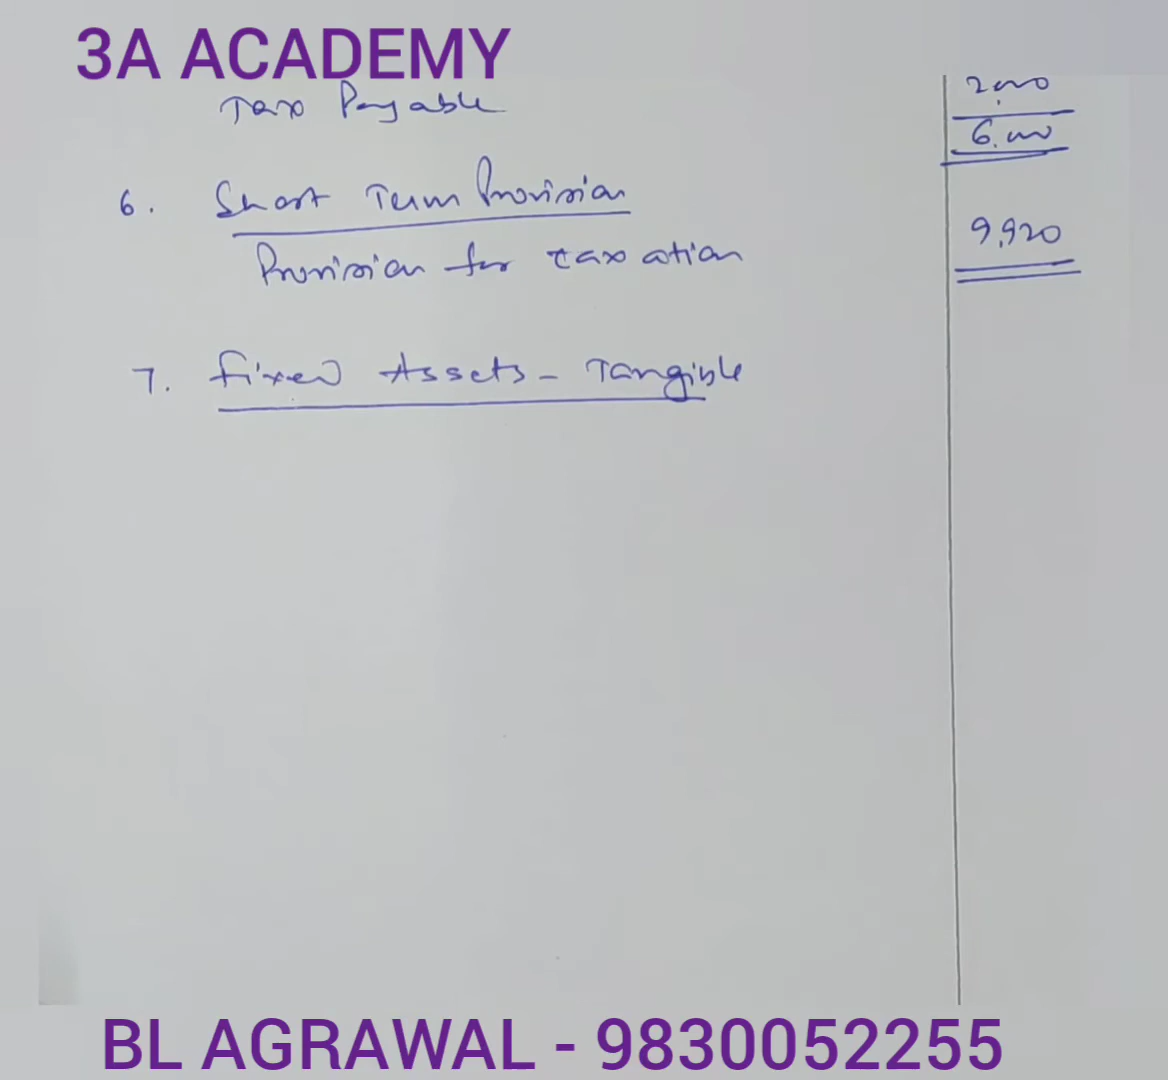 3A ACADEMY
Tax Payable 2,000
6,000
6. Short Term Provision
Provision for taxation 9,920
7. Fixed Assets - Tangible
BL AGRAWAL - 9830052255